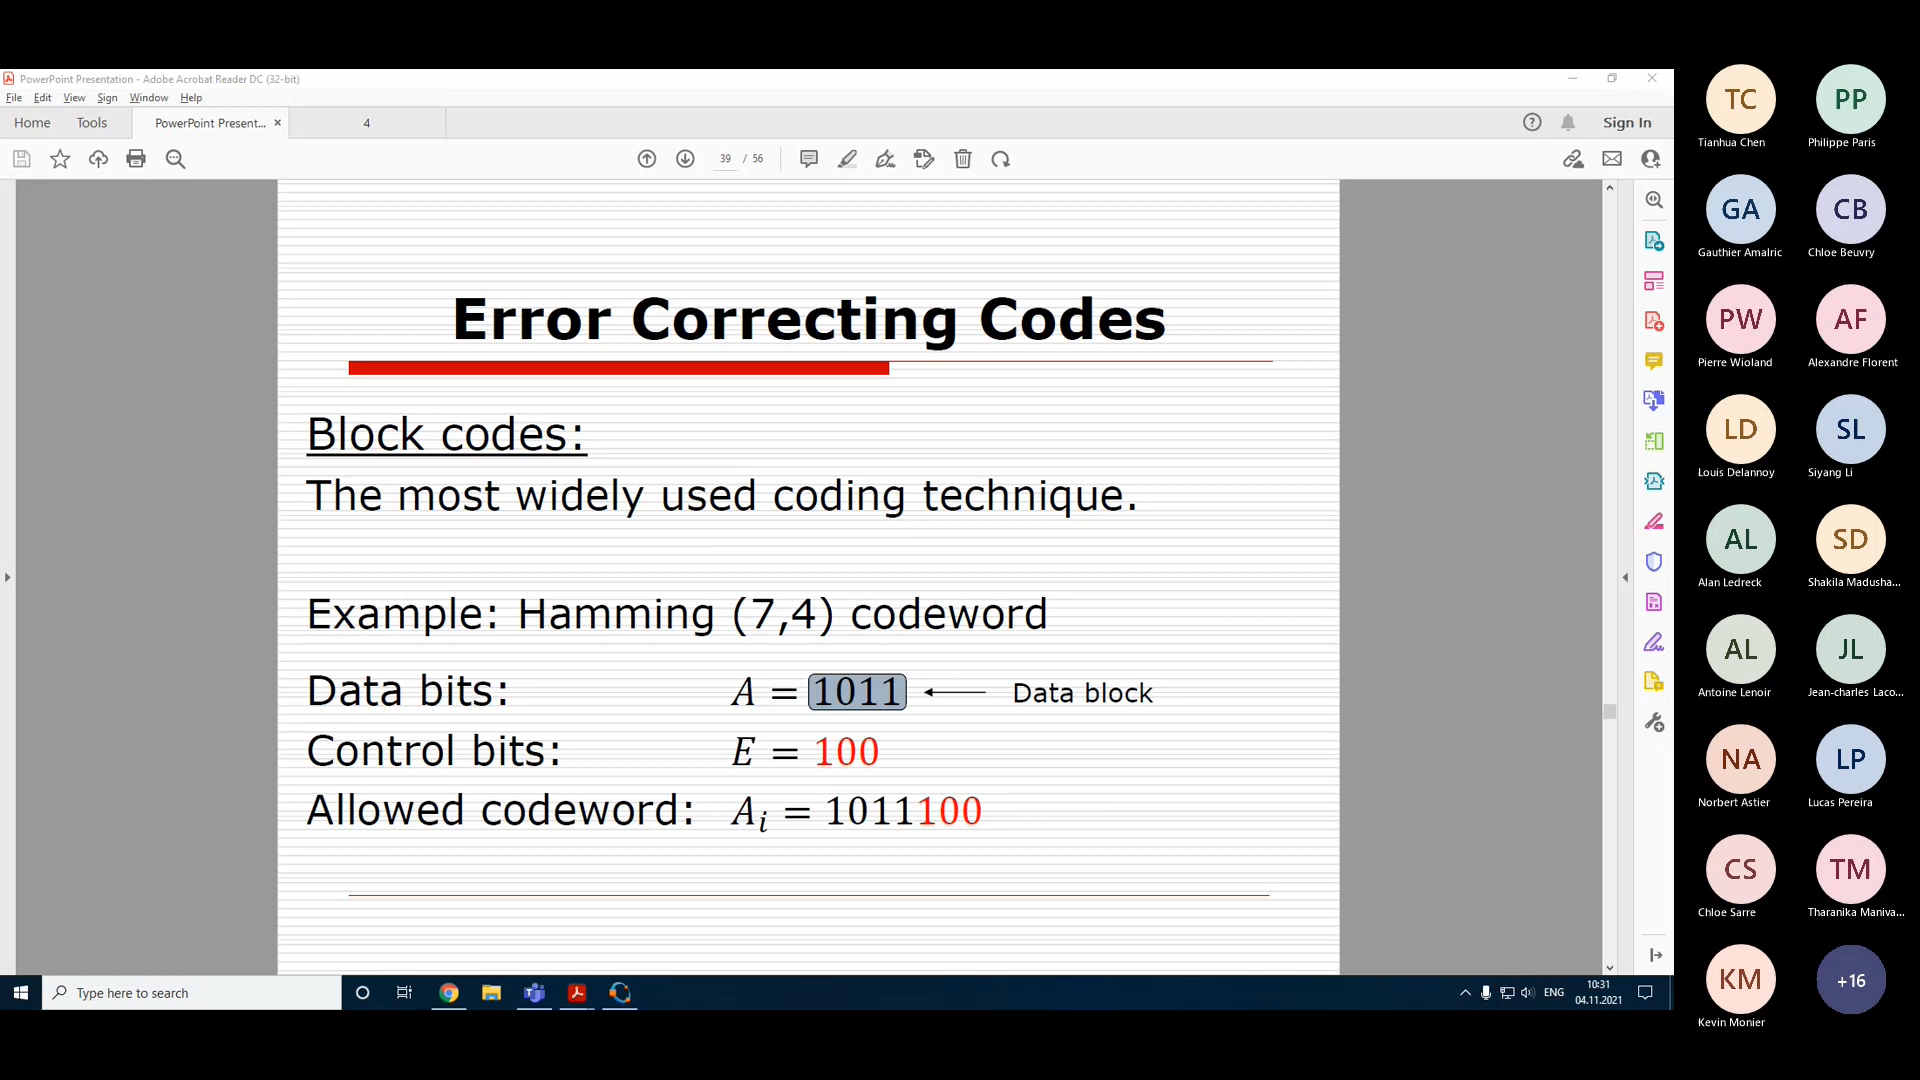 PowerPoint Presentation - Adobe Acrobat Reader DC (32-bit)
File Edit View Sign Window Help
Home Tools PowerPoint Present... × 4 Sign In
39 / 56
Error Correcting Codes
Block codes:
The most widely used coding technique.
Example: Hamming (7,4) codeword
Data bits: A = 1011 Data block
Control bits: E = 100
Allowed codeword: Aᵢ = 1011100
Type here to search
ENG
10:31
04.11.2021
TC PP
Tianhua Chen Philippe Paris
GA CB
Gauthier Amalric Chloe Beuvry
PW AF
Pierre Wioland Alexandre Florent
LD SL
Louis Delannoy Siyang Li
AL SD
Alan Ledreck Shakila Madusha...
AL JL
Antoine Lenoir Jean-charles Laco...
NA LP
Norbert Astier Lucas Pereira
CS TM
Chloe Sarre Tharanika Maniva...
KM +16
Kevin Monier